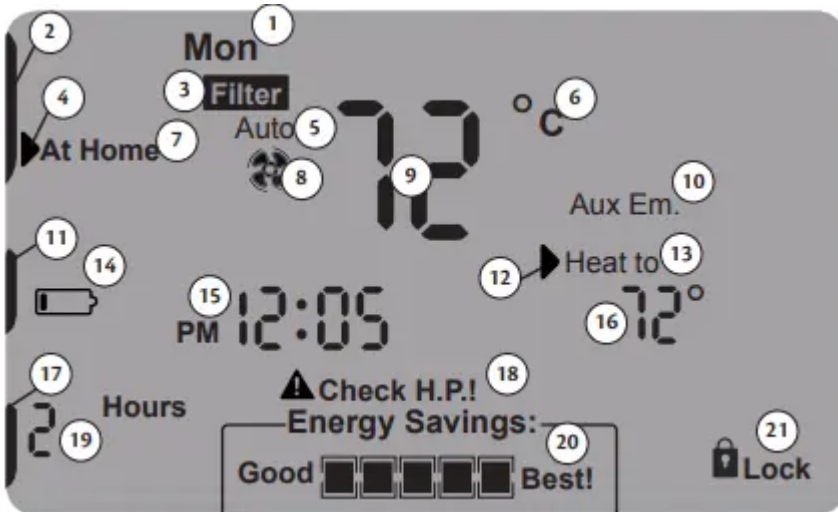 1
2
Mon
3
Filter
4
Auto
5
72
°C
6
At Home
7
8
9
Aux Em.
10
11
12
Heat to
13
14
15
PM 12:05
16
72°
17
Check H.P.!
18
2
Hours
19
Energy Savings:
Good
Best!
20
21
Lock